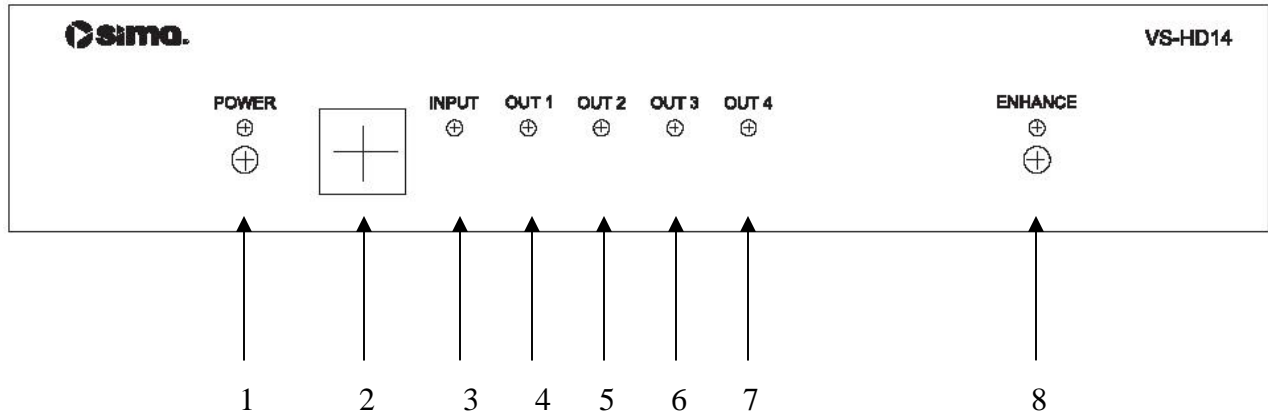 sima.
VS-HD14
POWER INPUT OUT 1 OUT 2 OUT 3 OUT 4 ENHANCE
1 2 3 4 5 6 7 8